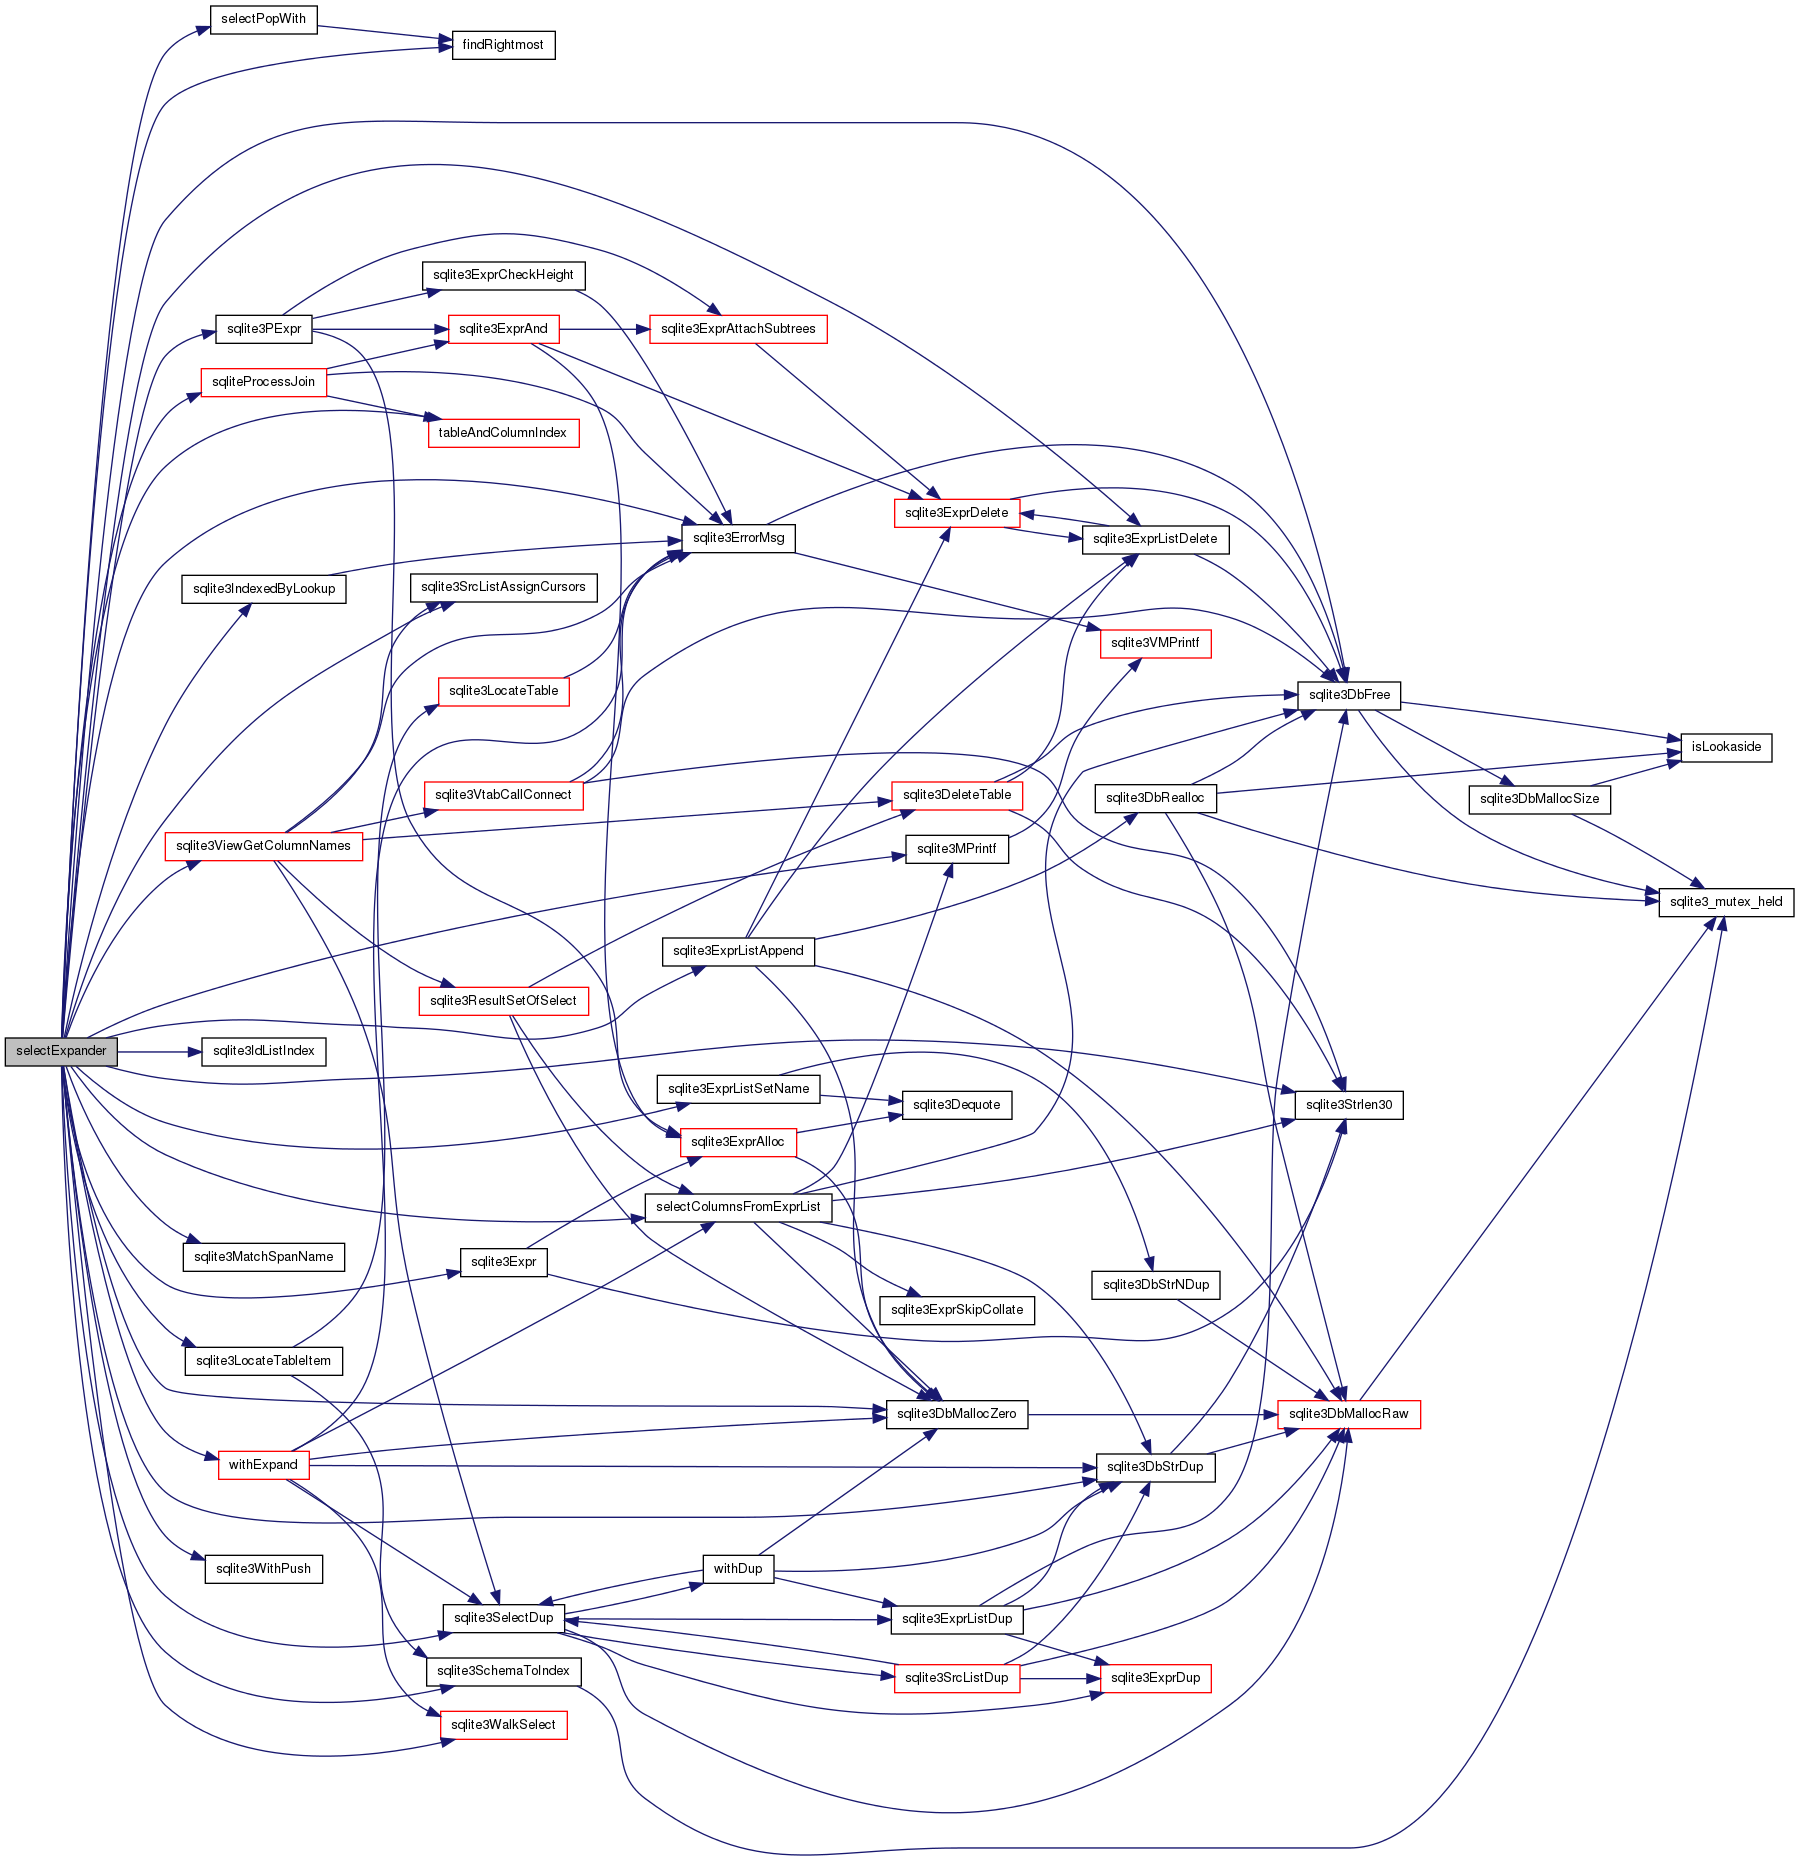 selectPopWith
findRightmost
sqlite3ExprCheckHeight
sqlite3PExpr
sqlite3ExprAnd
sqlite3ExprAttachSubtrees
sqliteProcessJoin
tableAndColumnIndex
sqlite3ExprDelete
sqlite3ErrorMsg
sqlite3ExprListDelete
sqlite3IndexedByLookup
sqlite3SrcListAssignCursors
sqlite3VMPrintf
sqlite3LocateTable
sqlite3DbFree
isLookaside
sqlite3VtabCallConnect
sqlite3DeleteTable
sqlite3DbRealloc
sqlite3DbMallocSize
sqlite3ViewGetColumnNames
sqlite3MPrintf
sqlite3_mutex_held
sqlite3ExprListAppend
sqlite3ResultSetOfSelect
selectExpander
sqlite3IdListIndex
sqlite3ExprListSetName
sqlite3Dequote
sqlite3Strlen30
sqlite3ExprAlloc
selectColumnsFromExprList
sqlite3MatchSpanName
sqlite3Expr
sqlite3DbStrNDup
sqlite3ExprSkipCollate
sqlite3LocateTableItem
sqlite3DbMallocZero
sqlite3DbMallocRaw
withExpand
sqlite3DbStrDup
sqlite3WithPush
withDup
sqlite3SelectDup
sqlite3ExprListDup
sqlite3SchemaToIndex
sqlite3SrcListDup
sqlite3ExprDup
sqlite3WalkSelect